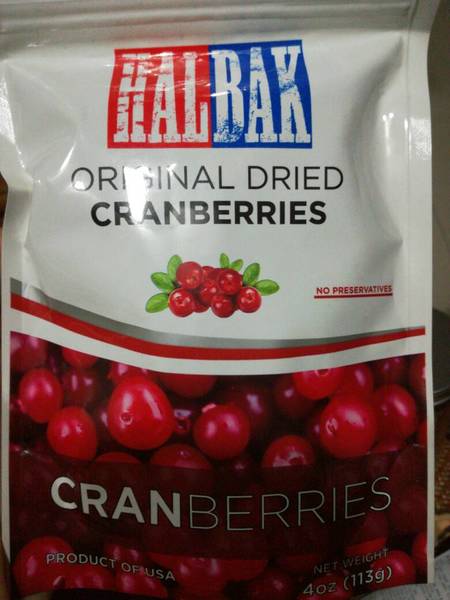 HALBAK
ORIGINAL DRIED
CRANBERRIES
NO PRESERVATIVES
CRANBERRIES
PRODUCT OF USA
NET WEIGHT
4oz (113g)